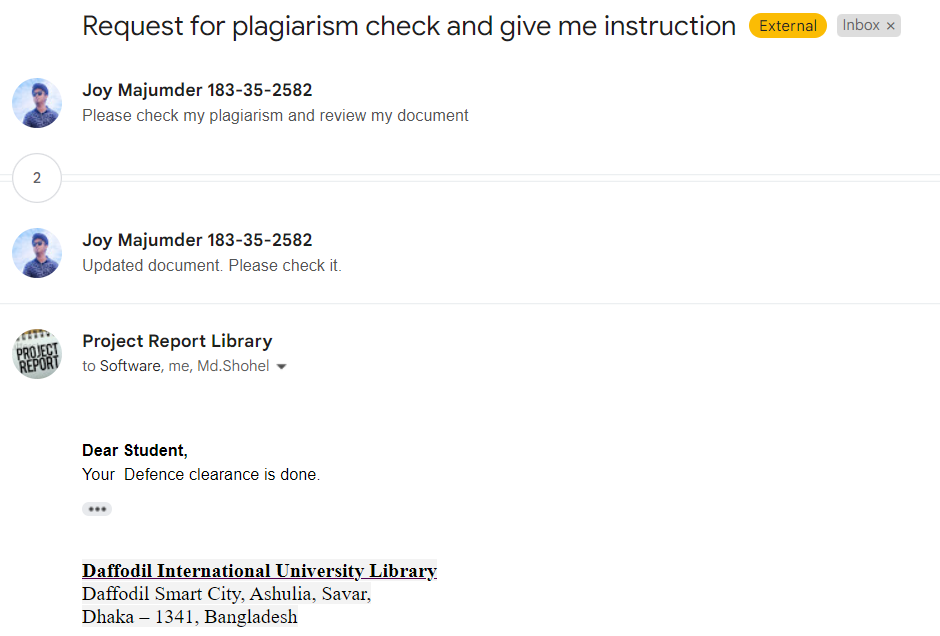 Request for plagiarism check and give me instruction External Inbox ×
Joy Majumder 183-35-2582
Please check my plagiarism and review my document
2
Joy Majumder 183-35-2582
Updated document. Please check it.
PROJECT
REPORT
Project Report Library
to Software, me, Md.Shohel
Dear Student,
Your  Defence clearance is done.
Daffodil International University Library
Daffodil Smart City, Ashulia, Savar,
Dhaka – 1341, Bangladesh